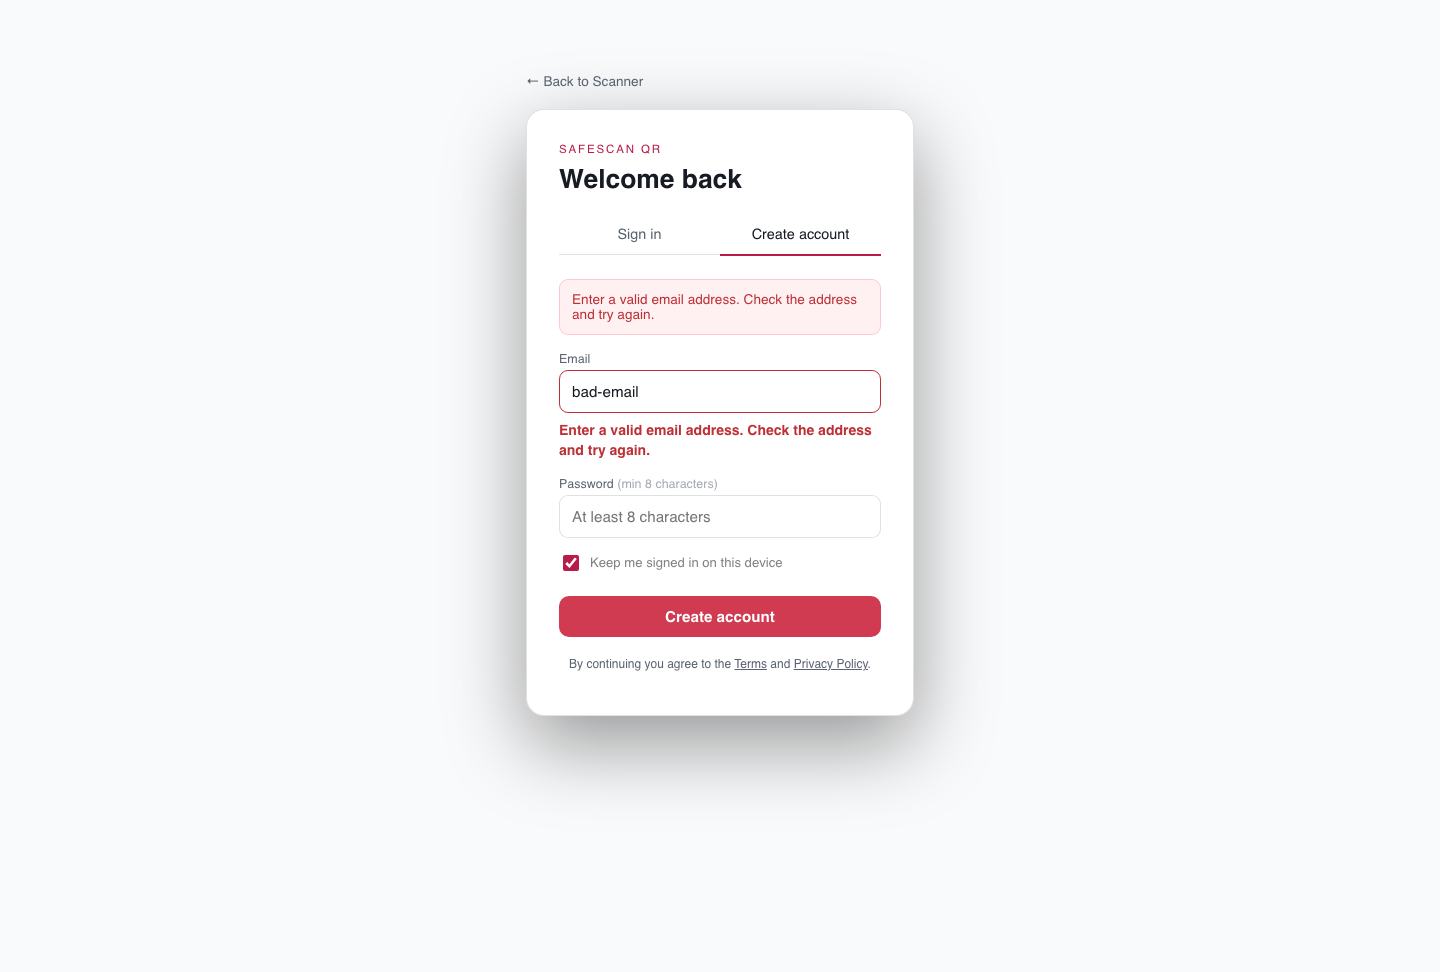 ← Back to Scanner
SAFESCAN QR
Welcome back
Sign in
Create account
Enter a valid email address. Check the address
and try again.
Email
bad-email
Enter a valid email address. Check the address
and try again.
Password (min 8 characters)
At least 8 characters
Keep me signed in on this device
Create account
By continuing you agree to the Terms and Privacy Policy.